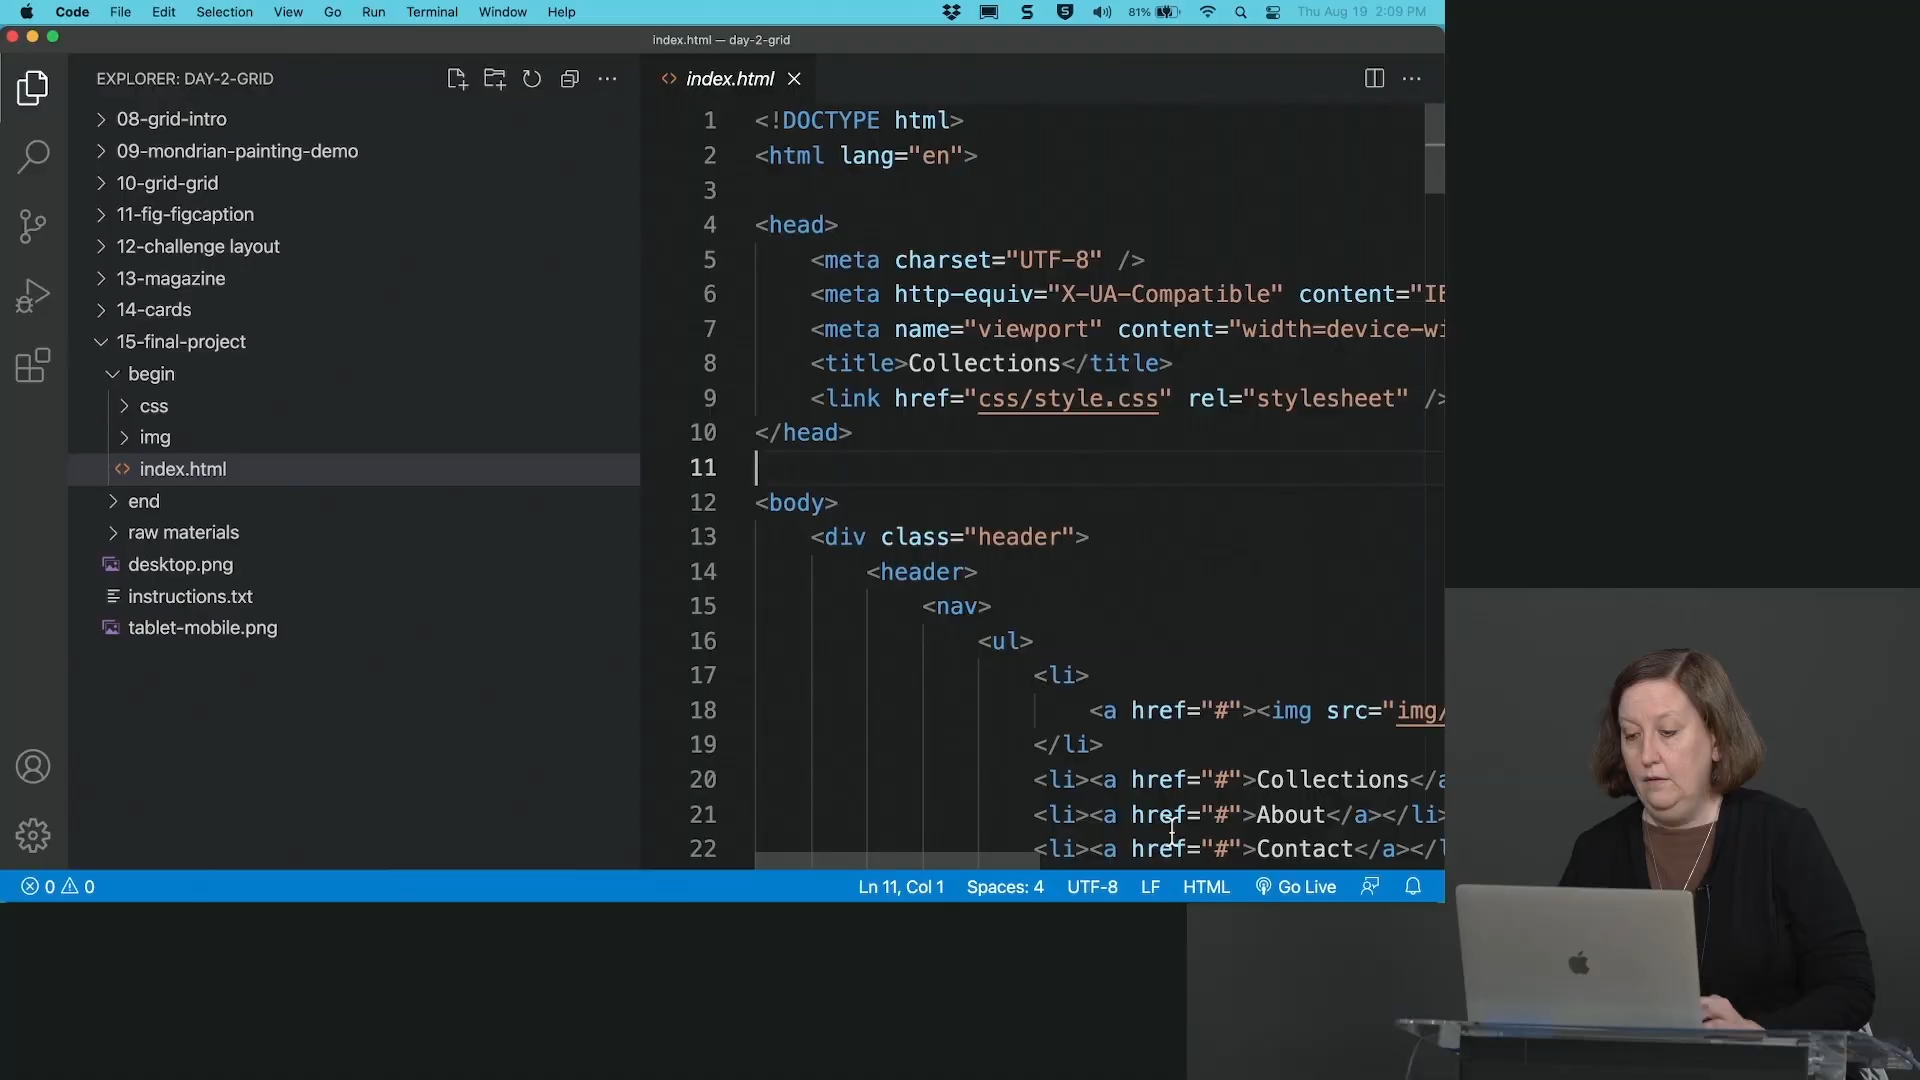 Code File Edit Selection View Go Run Terminal Window Help 81% Thu Aug 19 2:09 PM
index.html — day-2-grid
EXPLORER: DAY-2-GRID
index.html
08-grid-intro
09-mondrian-painting-demo
10-grid-grid
11-fig-figcaption
12-challenge layout
13-magazine
14-cards
15-final-project
begin
css
img
index.html
end
raw materials
desktop.png
instructions.txt
tablet-mobile.png
1 <!DOCTYPE html>
2 <html lang="en">
3
4 <head>
5 <meta charset="UTF-8" />
6 <meta http-equiv="X-UA-Compatible" content="IE
7 <meta name="viewport" content="width=device-wi
8 <title>Collections</title>
9 <link href="css/style.css" rel="stylesheet" />
10 </head>
11
12 <body>
13 <div class="header">
14 <header>
15 <nav>
16 <ul>
17 <li>
18 <a href="#"><img src="img/
19 </li>
20 <li><a href="#">Collections</a
21 <li><a href="#">About</a></li>
22 <li><a href="#">Contact</a></l
0 0 Ln 11, Col 1 Spaces: 4 UTF-8 LF HTML Go Live